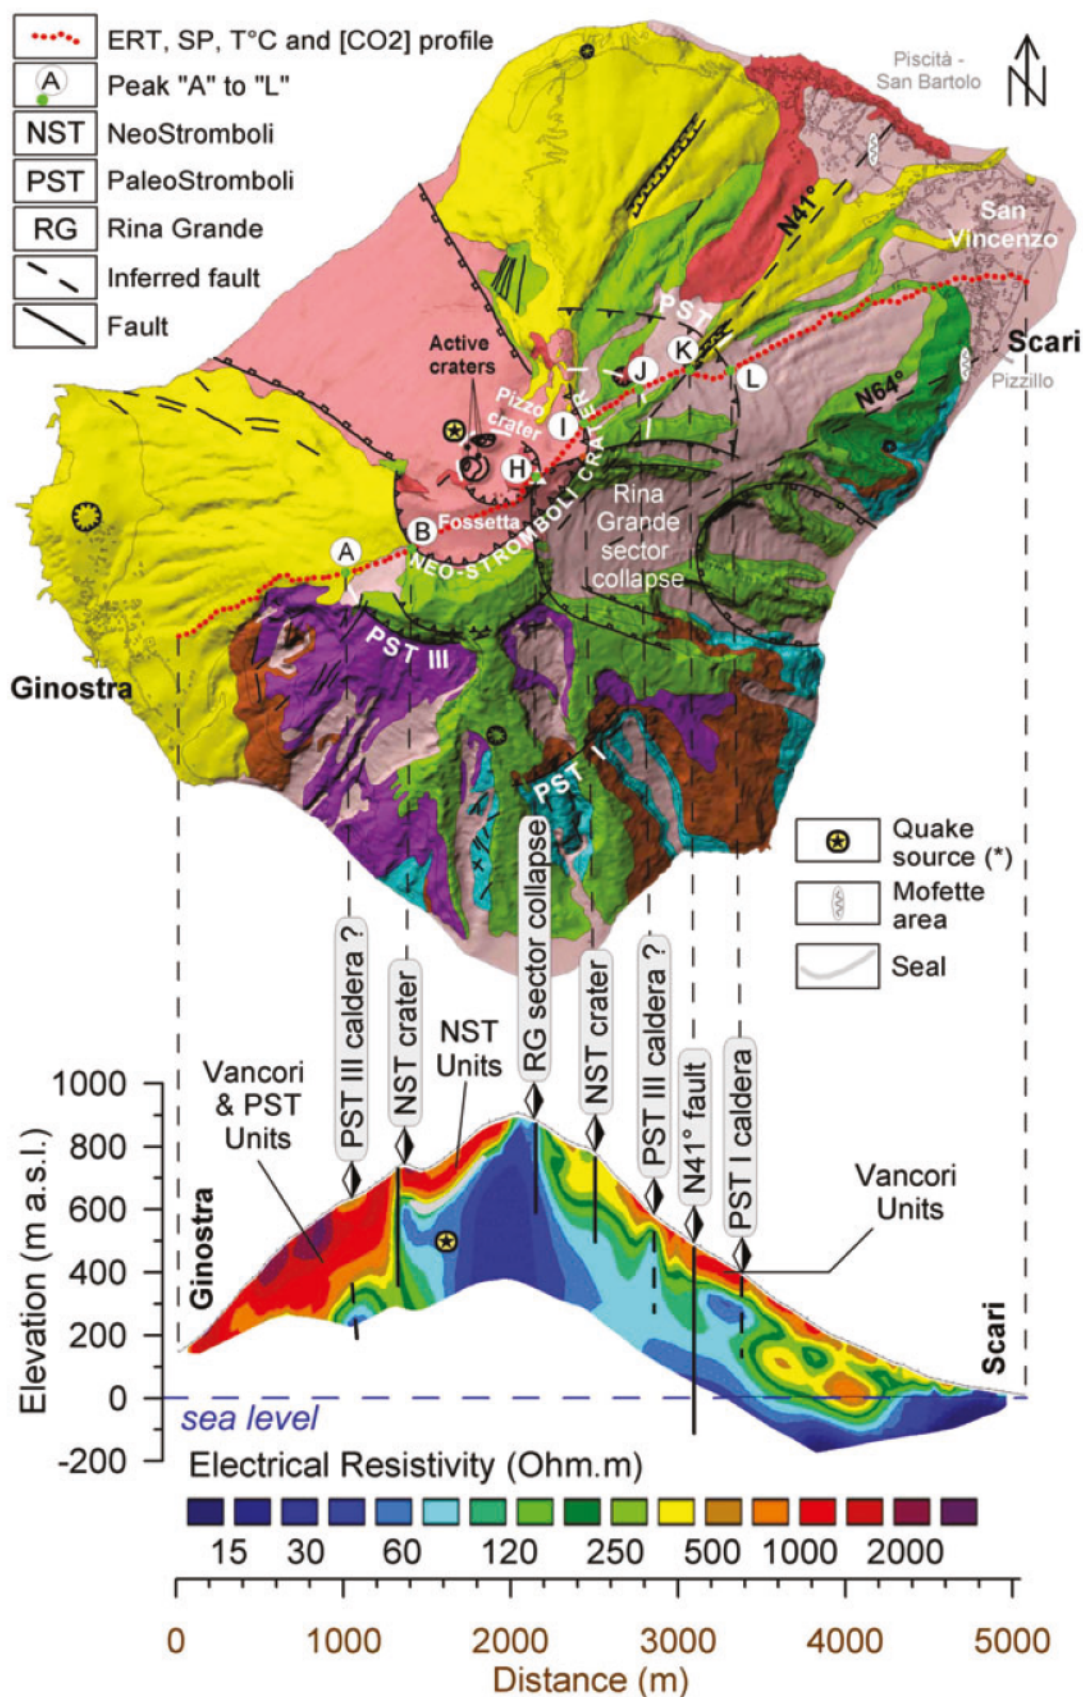 ERT, SP, T°C and [CO2] profile
A
Peak "A" to "L"
NST
NeoStromboli
PST
PaleoStromboli
RG
Rina Grande
Inferred fault
Fault
Piscità -
San Bartolo
N
N41°
San
Vincenzo
Scari
Pizzillo
N64°
PST
K
J
L
I
H
B
A
Active
craters
Pizzo
crater
Fossetta
NEO-STROMBOLI CRATER
Rina
Grande
sector
collapse
PST III
PST I
Ginostra
Quake
source (*)
Mofette
area
Seal
PST III caldera ?
NST crater
RG sector collapse
NST crater
PST III caldera ?
N41° fault
PST I caldera
Vancori
& PST
Units
NST
Units
Vancori
Units
Elevation (m a.s.l.)
1000
800
600
400
200
0
-200
Ginostra
Scari
sea level
Electrical Resistivity (Ohm.m)
15 30 60 120 250 500 1000 2000
0 1000 2000 3000 4000 5000
Distance (m)